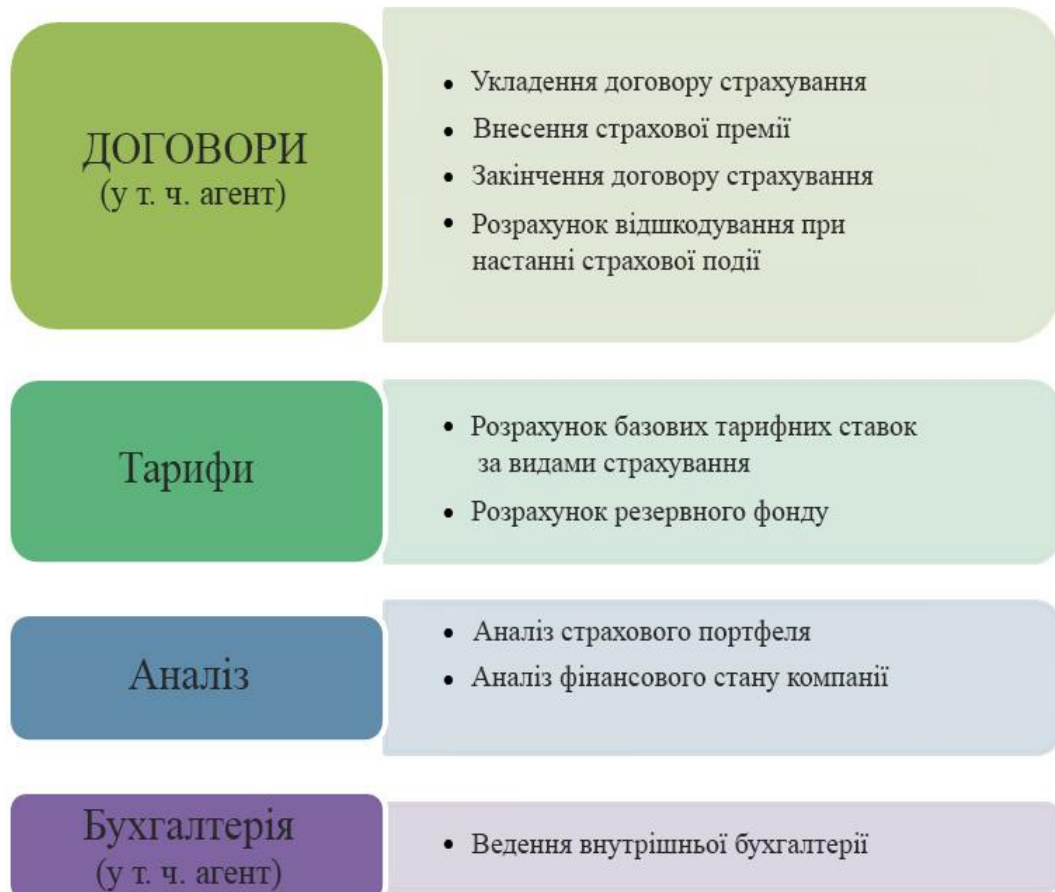 ДОГОВОРИ
(у т. ч. агент)
• Укладення договору страхування
• Внесення страхової премії
• Закінчення договору страхування
• Розрахунок відшкодування при
настанні страхової події
Тарифи
• Розрахунок базових тарифних ставок
за видами страхування
• Розрахунок резервного фонду
Аналіз
• Аналіз страхового портфеля
• Аналіз фінансового стану компанії
Бухгалтерія
(у т. ч. агент)
• Ведення внутрішньої бухгалтерії